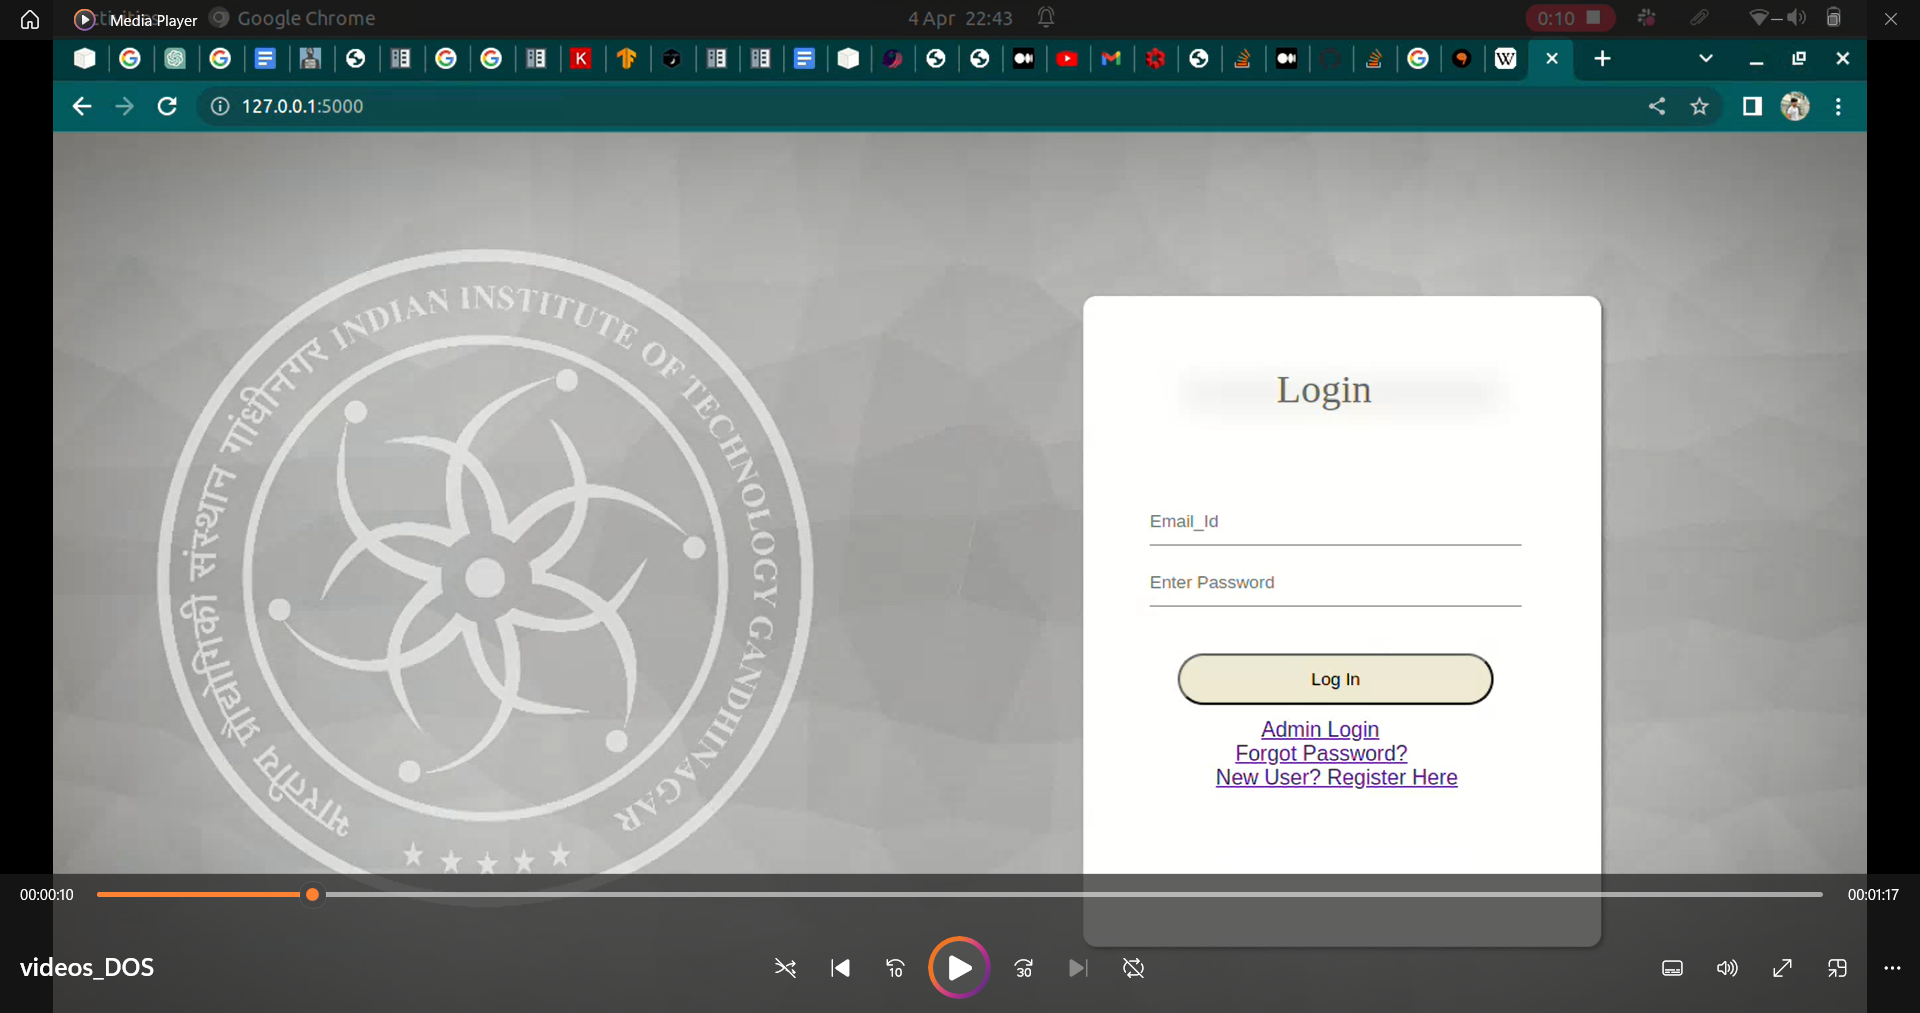 Media Player
Google Chrome
4 Apr 22:43
0:10
127.0.0.1:5000
INDIAN INSTITUTE OF TECHNOLOGY GANDHINAGAR
भारतीय प्रौद्योगिकी संस्थान गांधीनगर
Login
Email_Id
Enter Password
Log In
Admin Login
Forgot Password?
New User? Register Here
00:00:10
00:01:17
videos_DOS
10
30